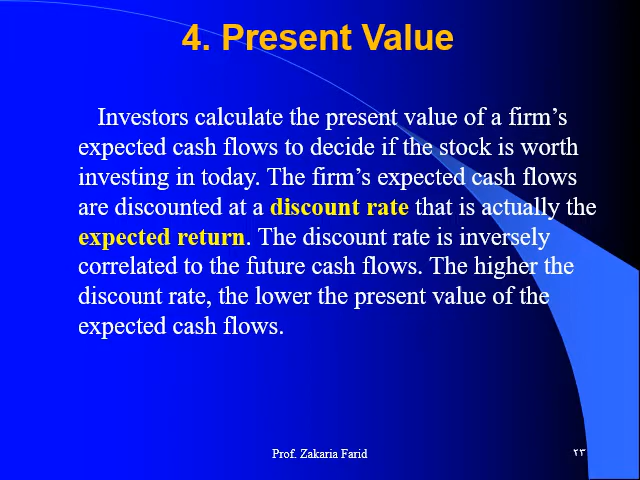 4. Present Value
Investors calculate the present value of a firm’s
expected cash flows to decide if the stock is worth
investing in today. The firm’s expected cash flows
are discounted at a discount rate that is actually the
expected return. The discount rate is inversely
correlated to the future cash flows. The higher the
discount rate, the lower the present value of the
expected cash flows.
Prof. Zakaria Farid
٢٣